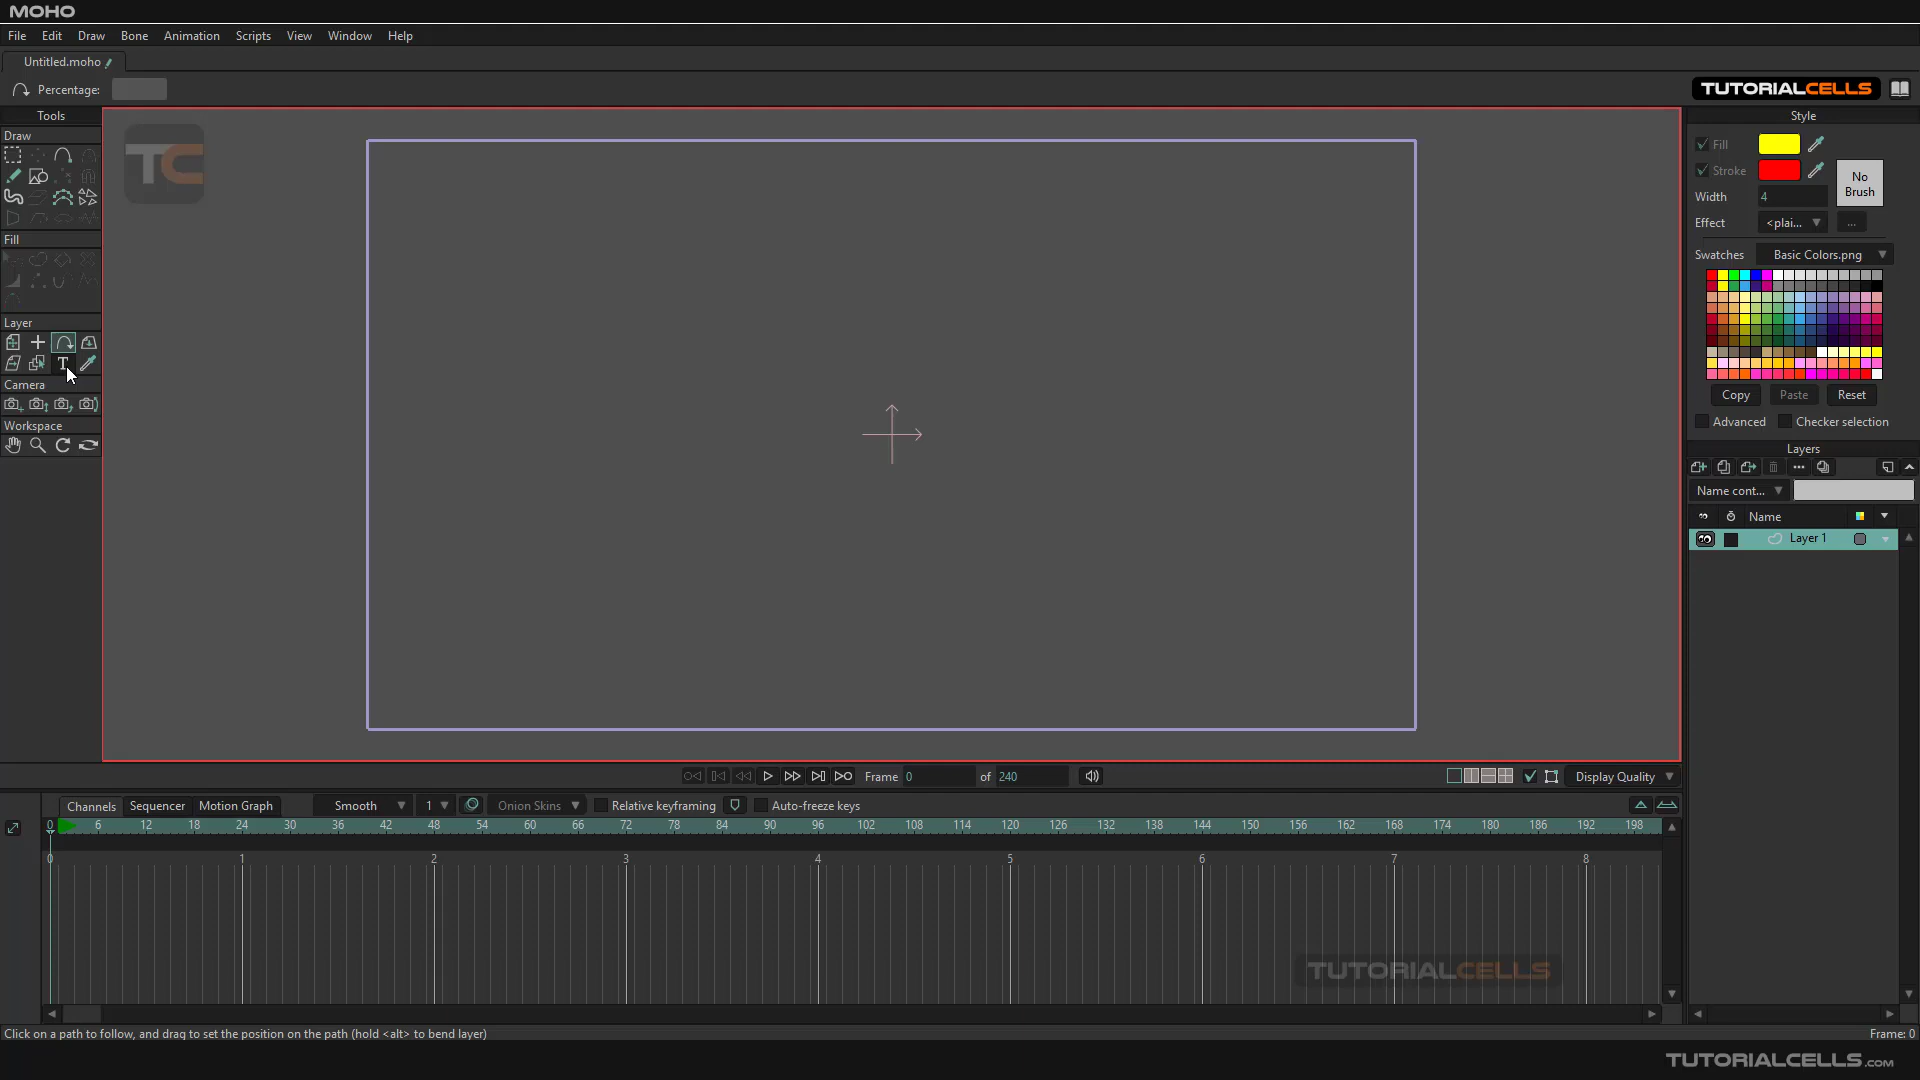 MOHO
File Edit Draw Bone Animation Scripts View Window Help
Untitled.moho
Percentage:
TUTORIALCELLS
Tools
Draw
Fill
Layer
T
Camera
Workspace
TC
Style
Fill
Stroke
No Brush
Width 4
Effect <plai... ...
Swatches Basic Colors.png
Copy Paste Reset
Advanced Checker selection
Layers
Name cont...
Name
Layer 1
Frame 0 of 240
Display Quality
Channels Sequencer Motion Graph Smooth 1 Onion Skins Relative keyframing Auto-freeze keys
0 6 12 18 24 30 36 42 48 54 60 66 72 78 84 90 96 102 108 114 120 126 132 138 144 150 156 162 168 174 180 186 192 198
0 1 2 3 4 5 6 7 8
TUTORIALCELLS
Click on a path to follow, and drag to set the position on the path (hold <alt> to bend layer)
Frame: 0
TUTORIALCELLS.COM